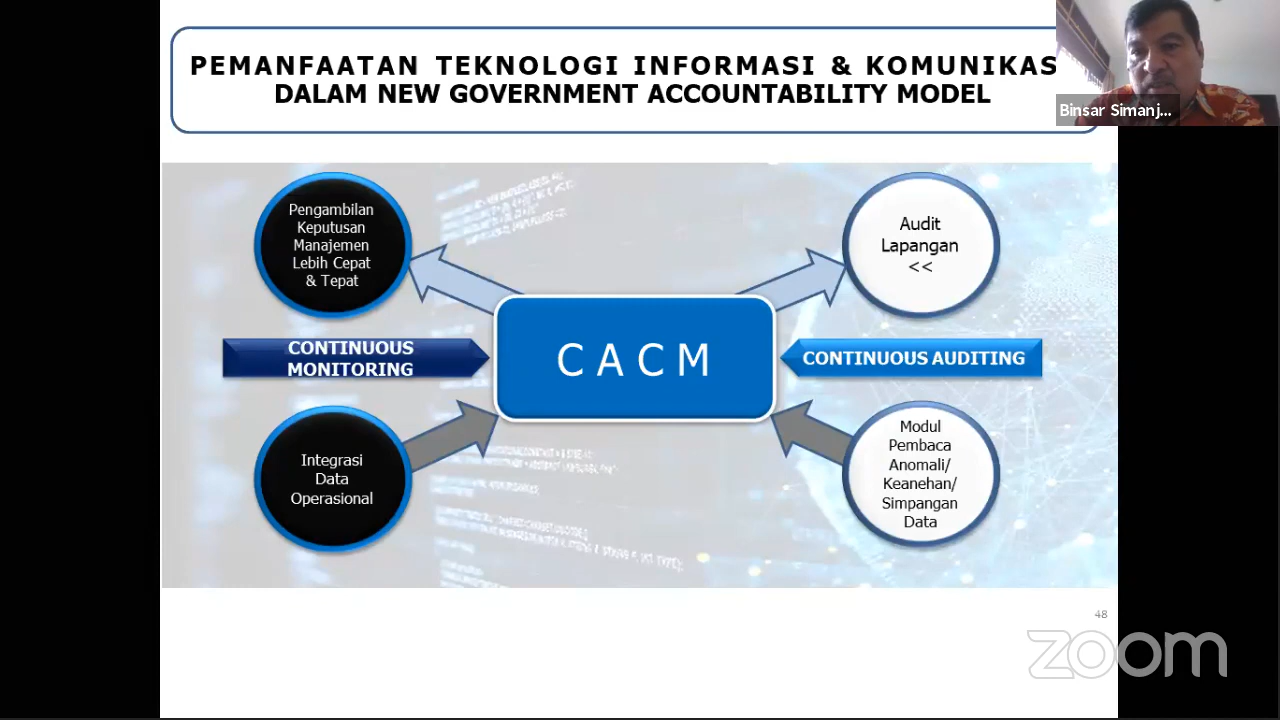 PEMANFAATAN TEKNOLOGI INFORMASI & KOMUNIKAS
DALAM NEW GOVERNMENT ACCOUNTABILITY MODEL
Binsar Simanj...
Pengambilan
Keputusan
Manajemen
Lebih Cepat
& Tepat
Audit
Lapangan
<<
CONTINUOUS
MONITORING
CACM
CONTINUOUS AUDITING
Integrasi
Data
Operasional
Modul
Pembaca
Anomali/
Keanehan/
Simpangan
Data
48
zoom